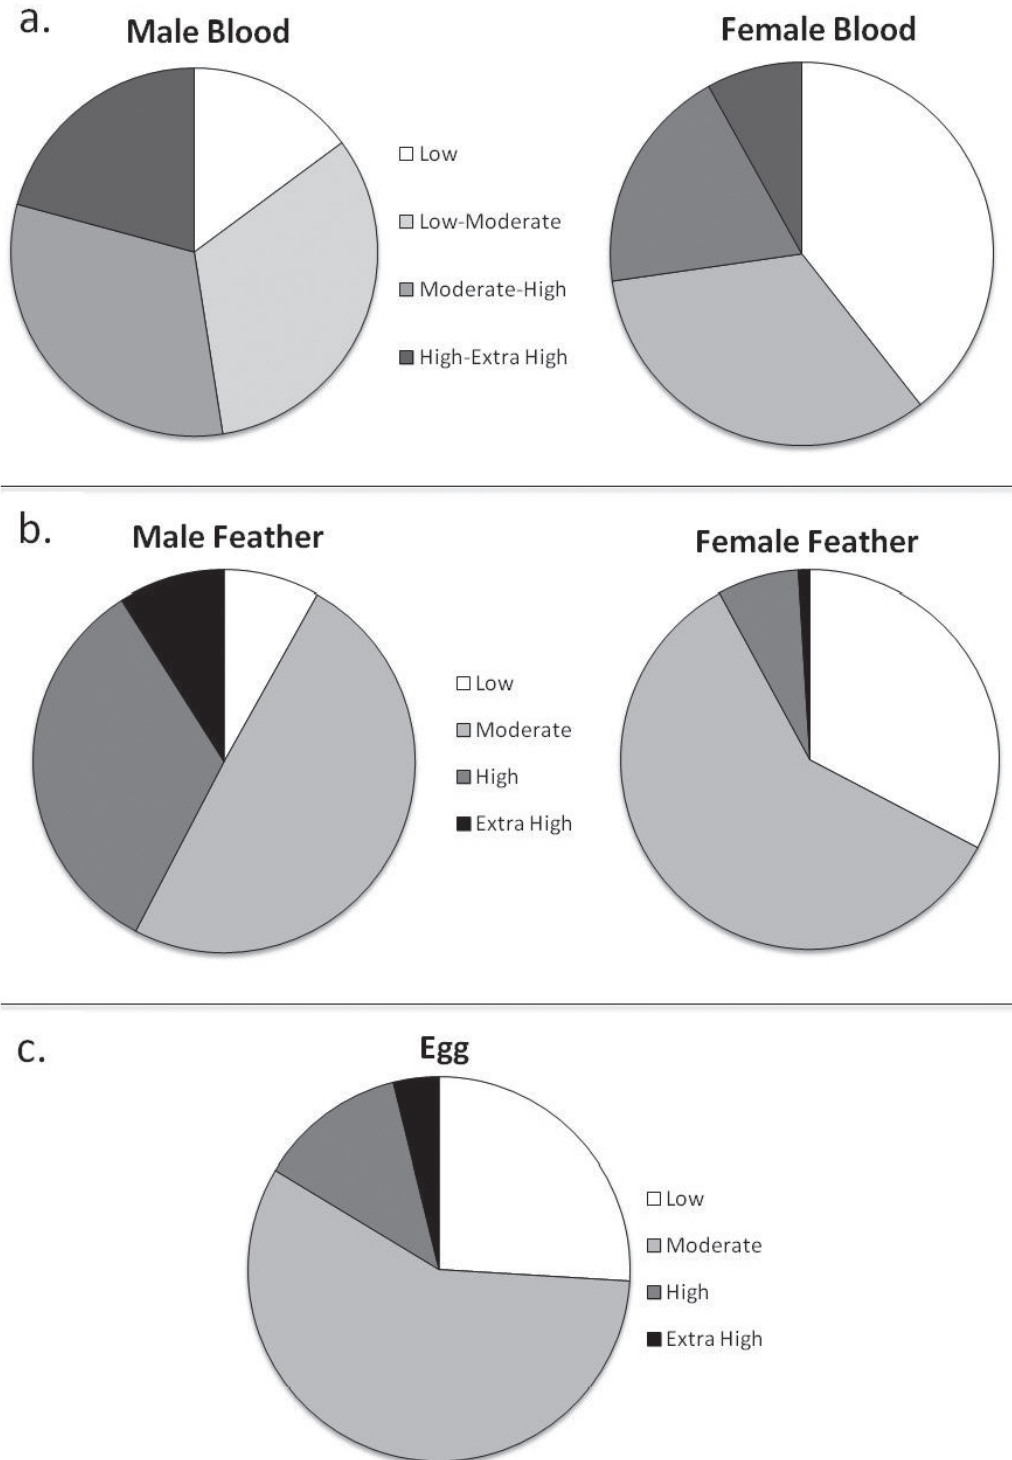 a.
Male Blood
Female Blood
Low
Low-Moderate
Moderate-High
High-Extra High
b.
Male Feather
Female Feather
Low
Moderate
High
Extra High
c.
Egg
Low
Moderate
High
Extra High